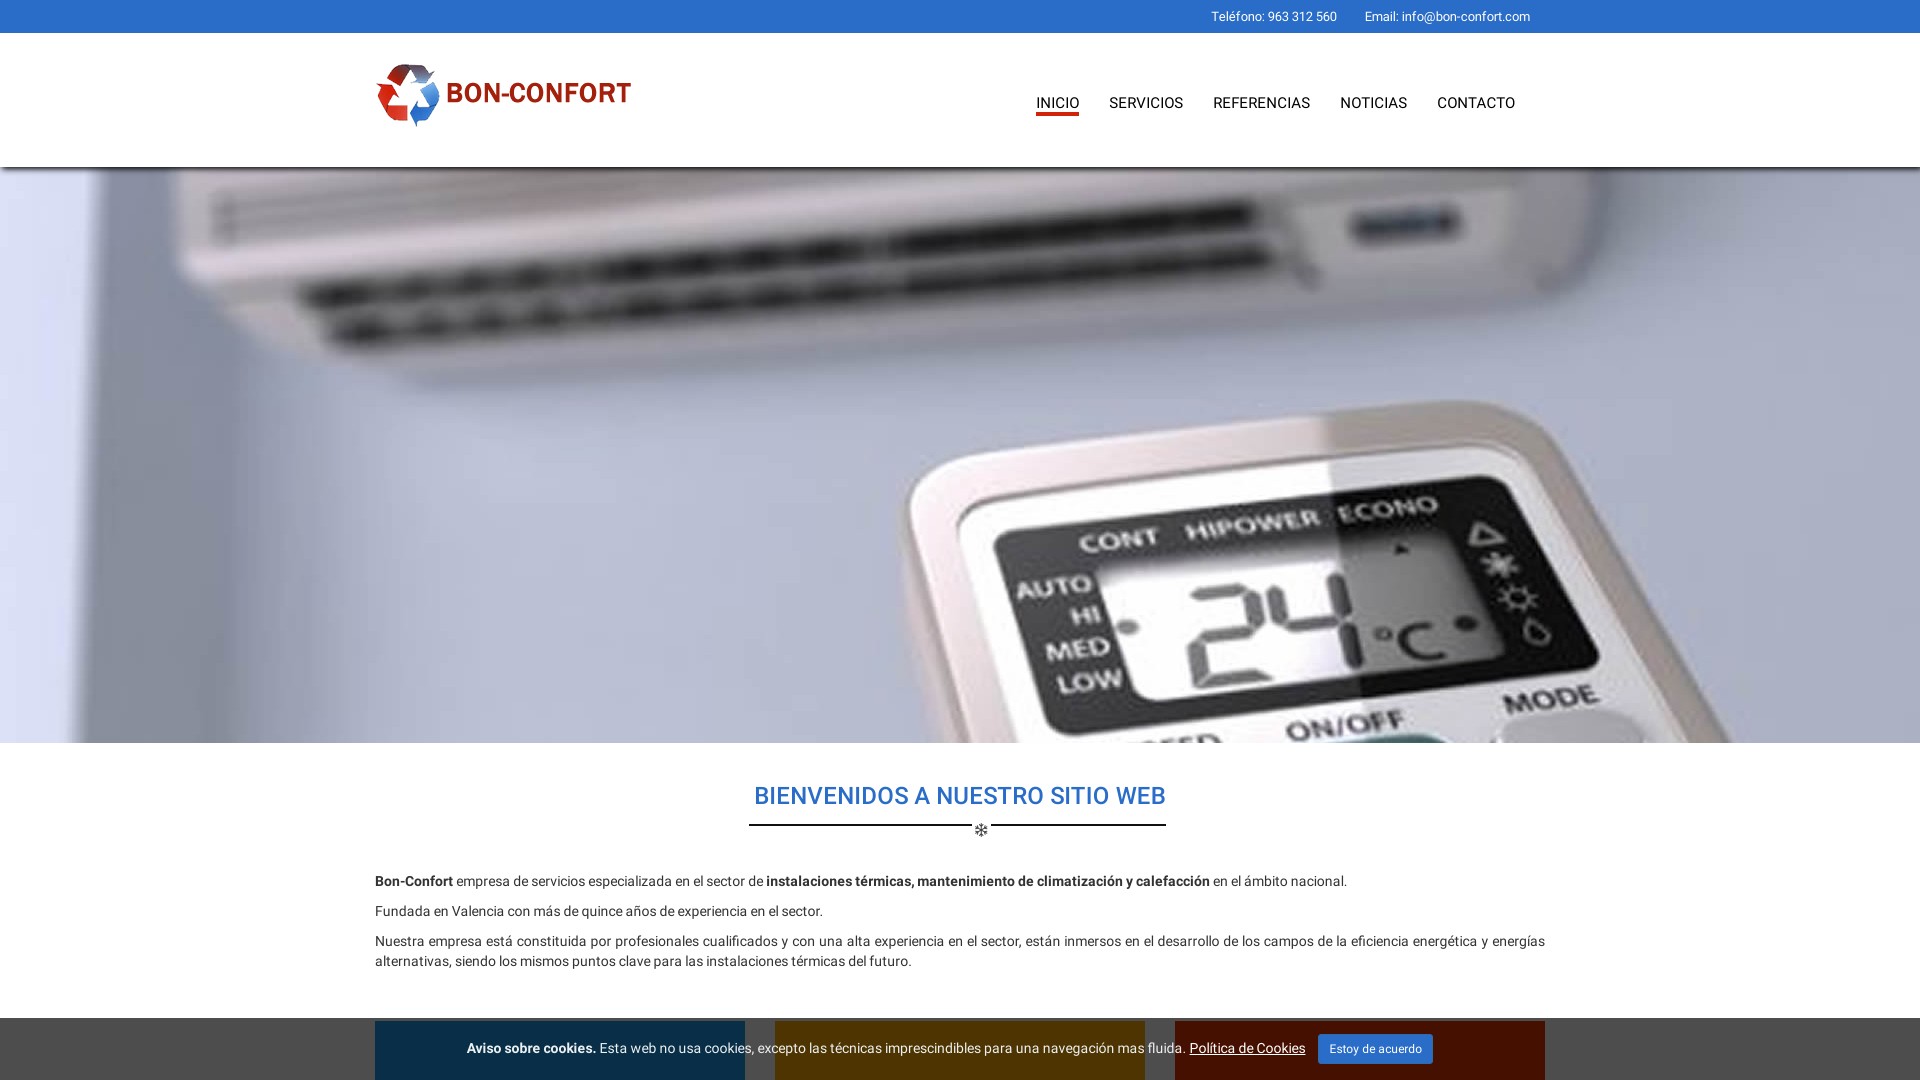 Teléfono: 963 312 560 Email: info@bon-confort.com
BON-CONFORT
INICIO SERVICIOS REFERENCIAS NOTICIAS CONTACTO
CONT HIPOWER ECONO
AUTO
HI
MED
LOW
24 °C
ON/OFF MODE
BIENVENIDOS A NUESTRO SITIO WEB
Bon-Confort empresa de servicios especializada en el sector de instalaciones térmicas, mantenimiento de climatización y calefacción en el ámbito nacional.
Fundada en Valencia con más de quince años de experiencia en el sector.
Nuestra empresa está constituida por profesionales cualificados y con una alta experiencia en el sector, están inmersos en el desarrollo de los campos de la eficiencia energética y energías
alternativas, siendo los mismos puntos clave para las instalaciones térmicas del futuro.
Aviso sobre cookies. Esta web no usa cookies, excepto las técnicas imprescindibles para una navegación mas fluida. Política de Cookies Estoy de acuerdo